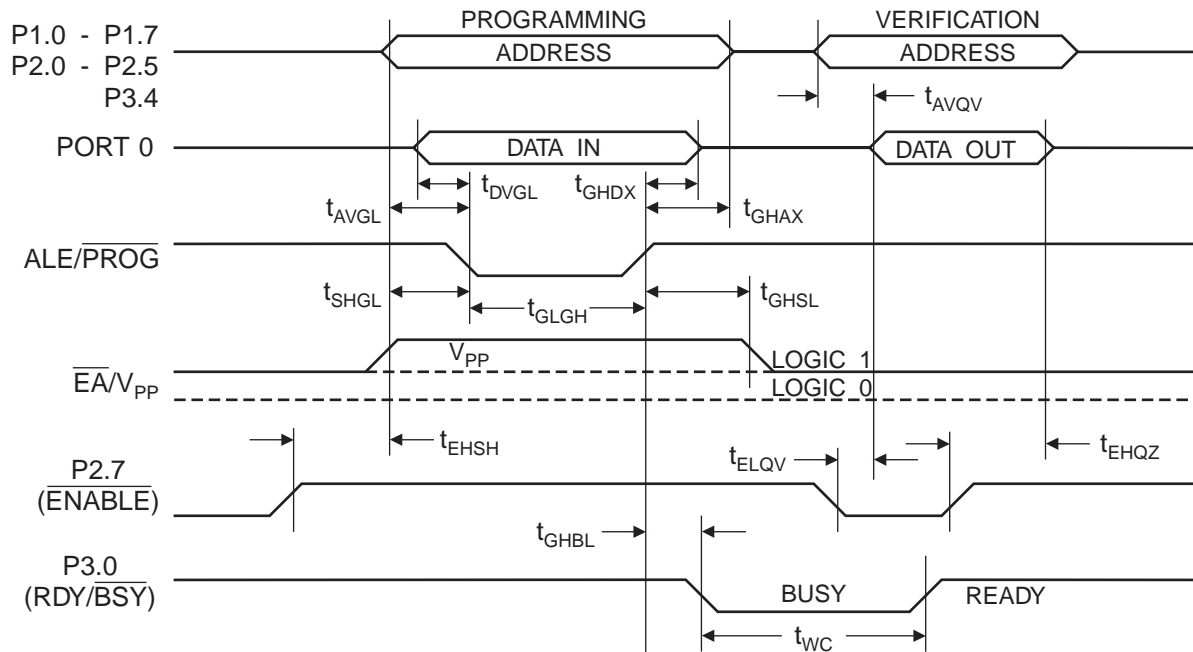 PROGRAMMING
VERIFICATION
P1.0 - P1.7
P2.0 - P2.5
P3.4
ADDRESS
ADDRESS
tAVQV
PORT 0
DATA IN
DATA OUT
tDVGL
tGHDX
tAVGL
tGHAX
ALE/PROG
tSHGL
tGLGH
tGHSL
VPP
LOGIC 1
EA/VPP
LOGIC 0
tEHSH
tELQV
tEHQZ
P2.7
(ENABLE)
tGHBL
P3.0
(RDY/BSY)
BUSY
READY
tWC